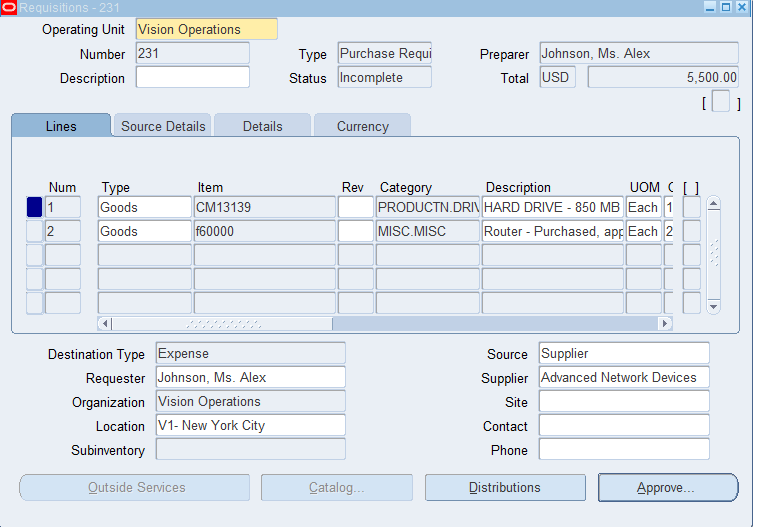 Requisitions - 231
Operating Unit Vision Operations
Number 231 Type Purchase Requi Preparer Johnson, Ms. Alex
Description Status Incomplete Total USD 5,500.00
[ ]
Lines Source Details Details Currency
Num Type Item Rev Category Description UOM [ ]
1 Goods CM13139 PRODUCTN.DRIV HARD DRIVE - 850 MB Each 1
2 Goods f60000 MISC.MISC Router - Purchased, app Each 2
Destination Type Expense Source Supplier
Requester Johnson, Ms. Alex Supplier Advanced Network Devices
Organization Vision Operations Site
Location V1- New York City Contact
Subinventory Phone
Outside Services Catalog... Distributions Approve...